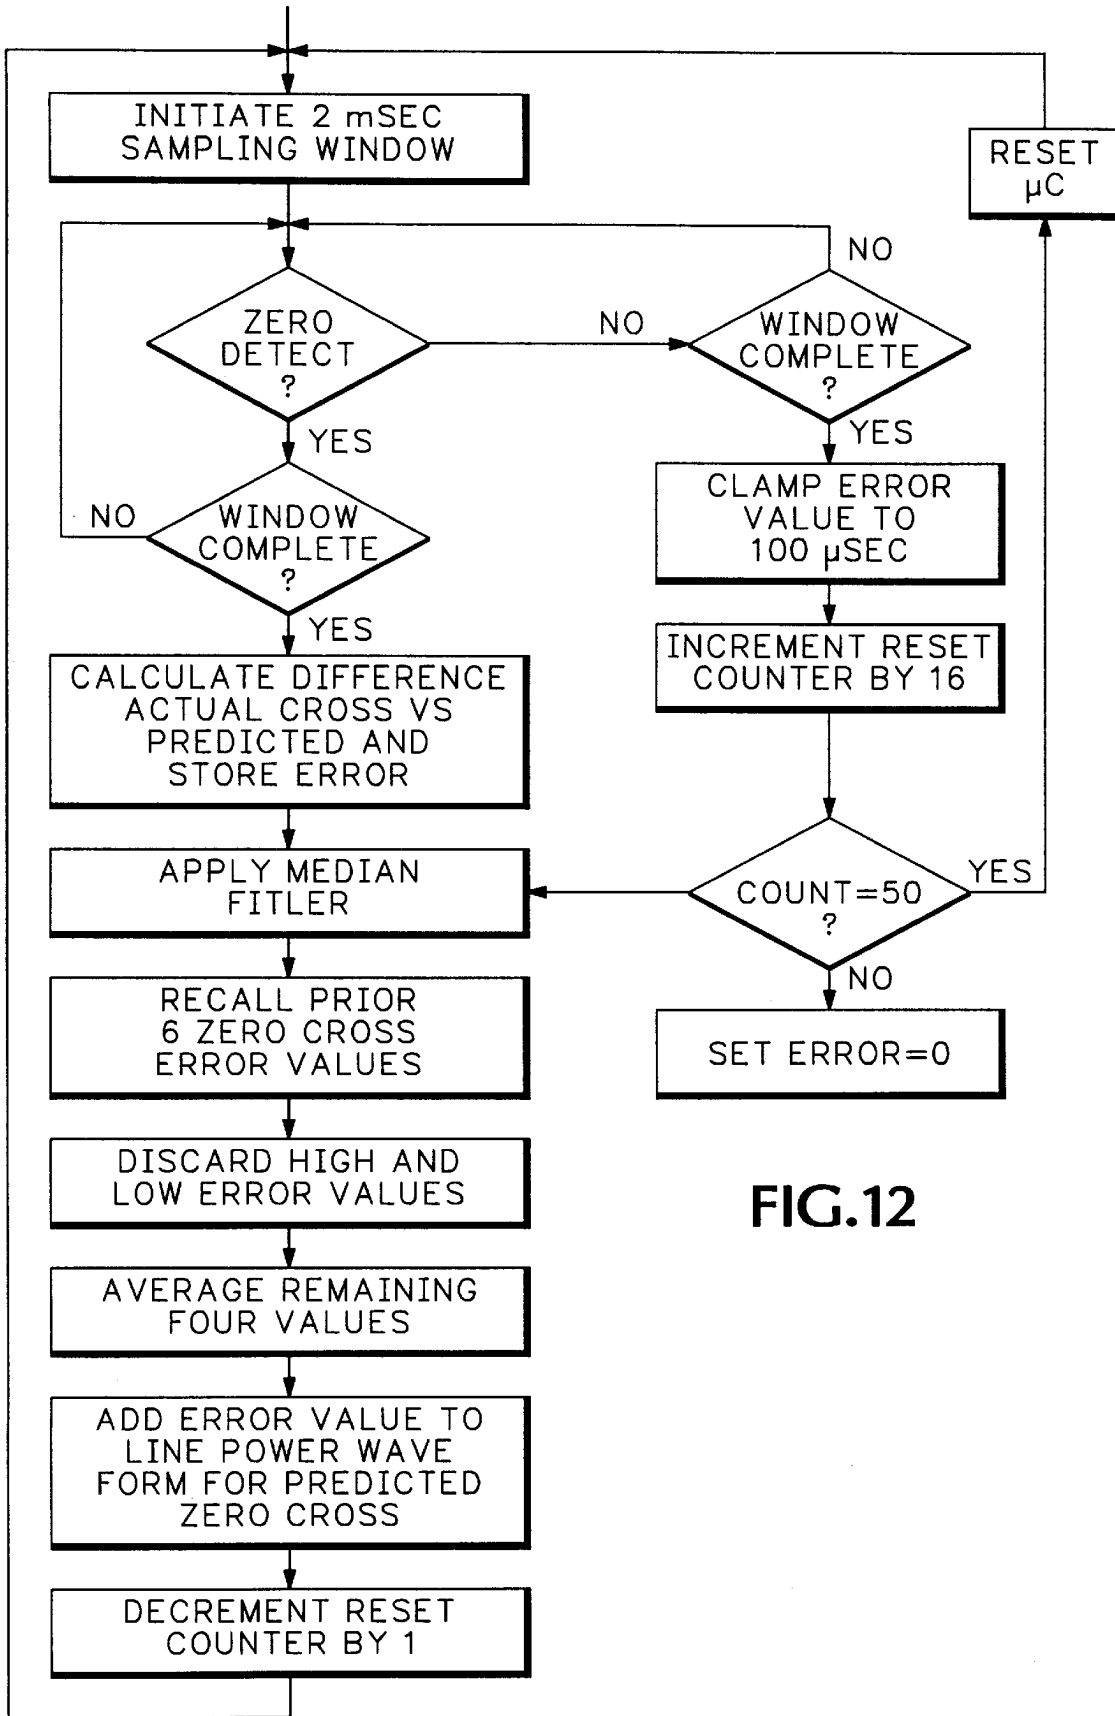 INITIATE 2 mSEC
SAMPLING WINDOW
RESET
µC
ZERO
DETECT
?
NO
WINDOW
COMPLETE
?
NO
YES
YES
WINDOW
COMPLETE
?
NO
YES
CLAMP ERROR
VALUE TO
100 µSEC
INCREMENT RESET
COUNTER BY 16
CALCULATE DIFFERENCE
ACTUAL CROSS VS
PREDICTED AND
STORE ERROR
APPLY MEDIAN
FITLER
COUNT=50
?
YES
NO
SET ERROR=0
RECALL PRIOR
6 ZERO CROSS
ERROR VALUES
DISCARD HIGH AND
LOW ERROR VALUES
FIG.12
AVERAGE REMAINING
FOUR VALUES
ADD ERROR VALUE TO
LINE POWER WAVE
FORM FOR PREDICTED
ZERO CROSS
DECREMENT RESET
COUNTER BY 1